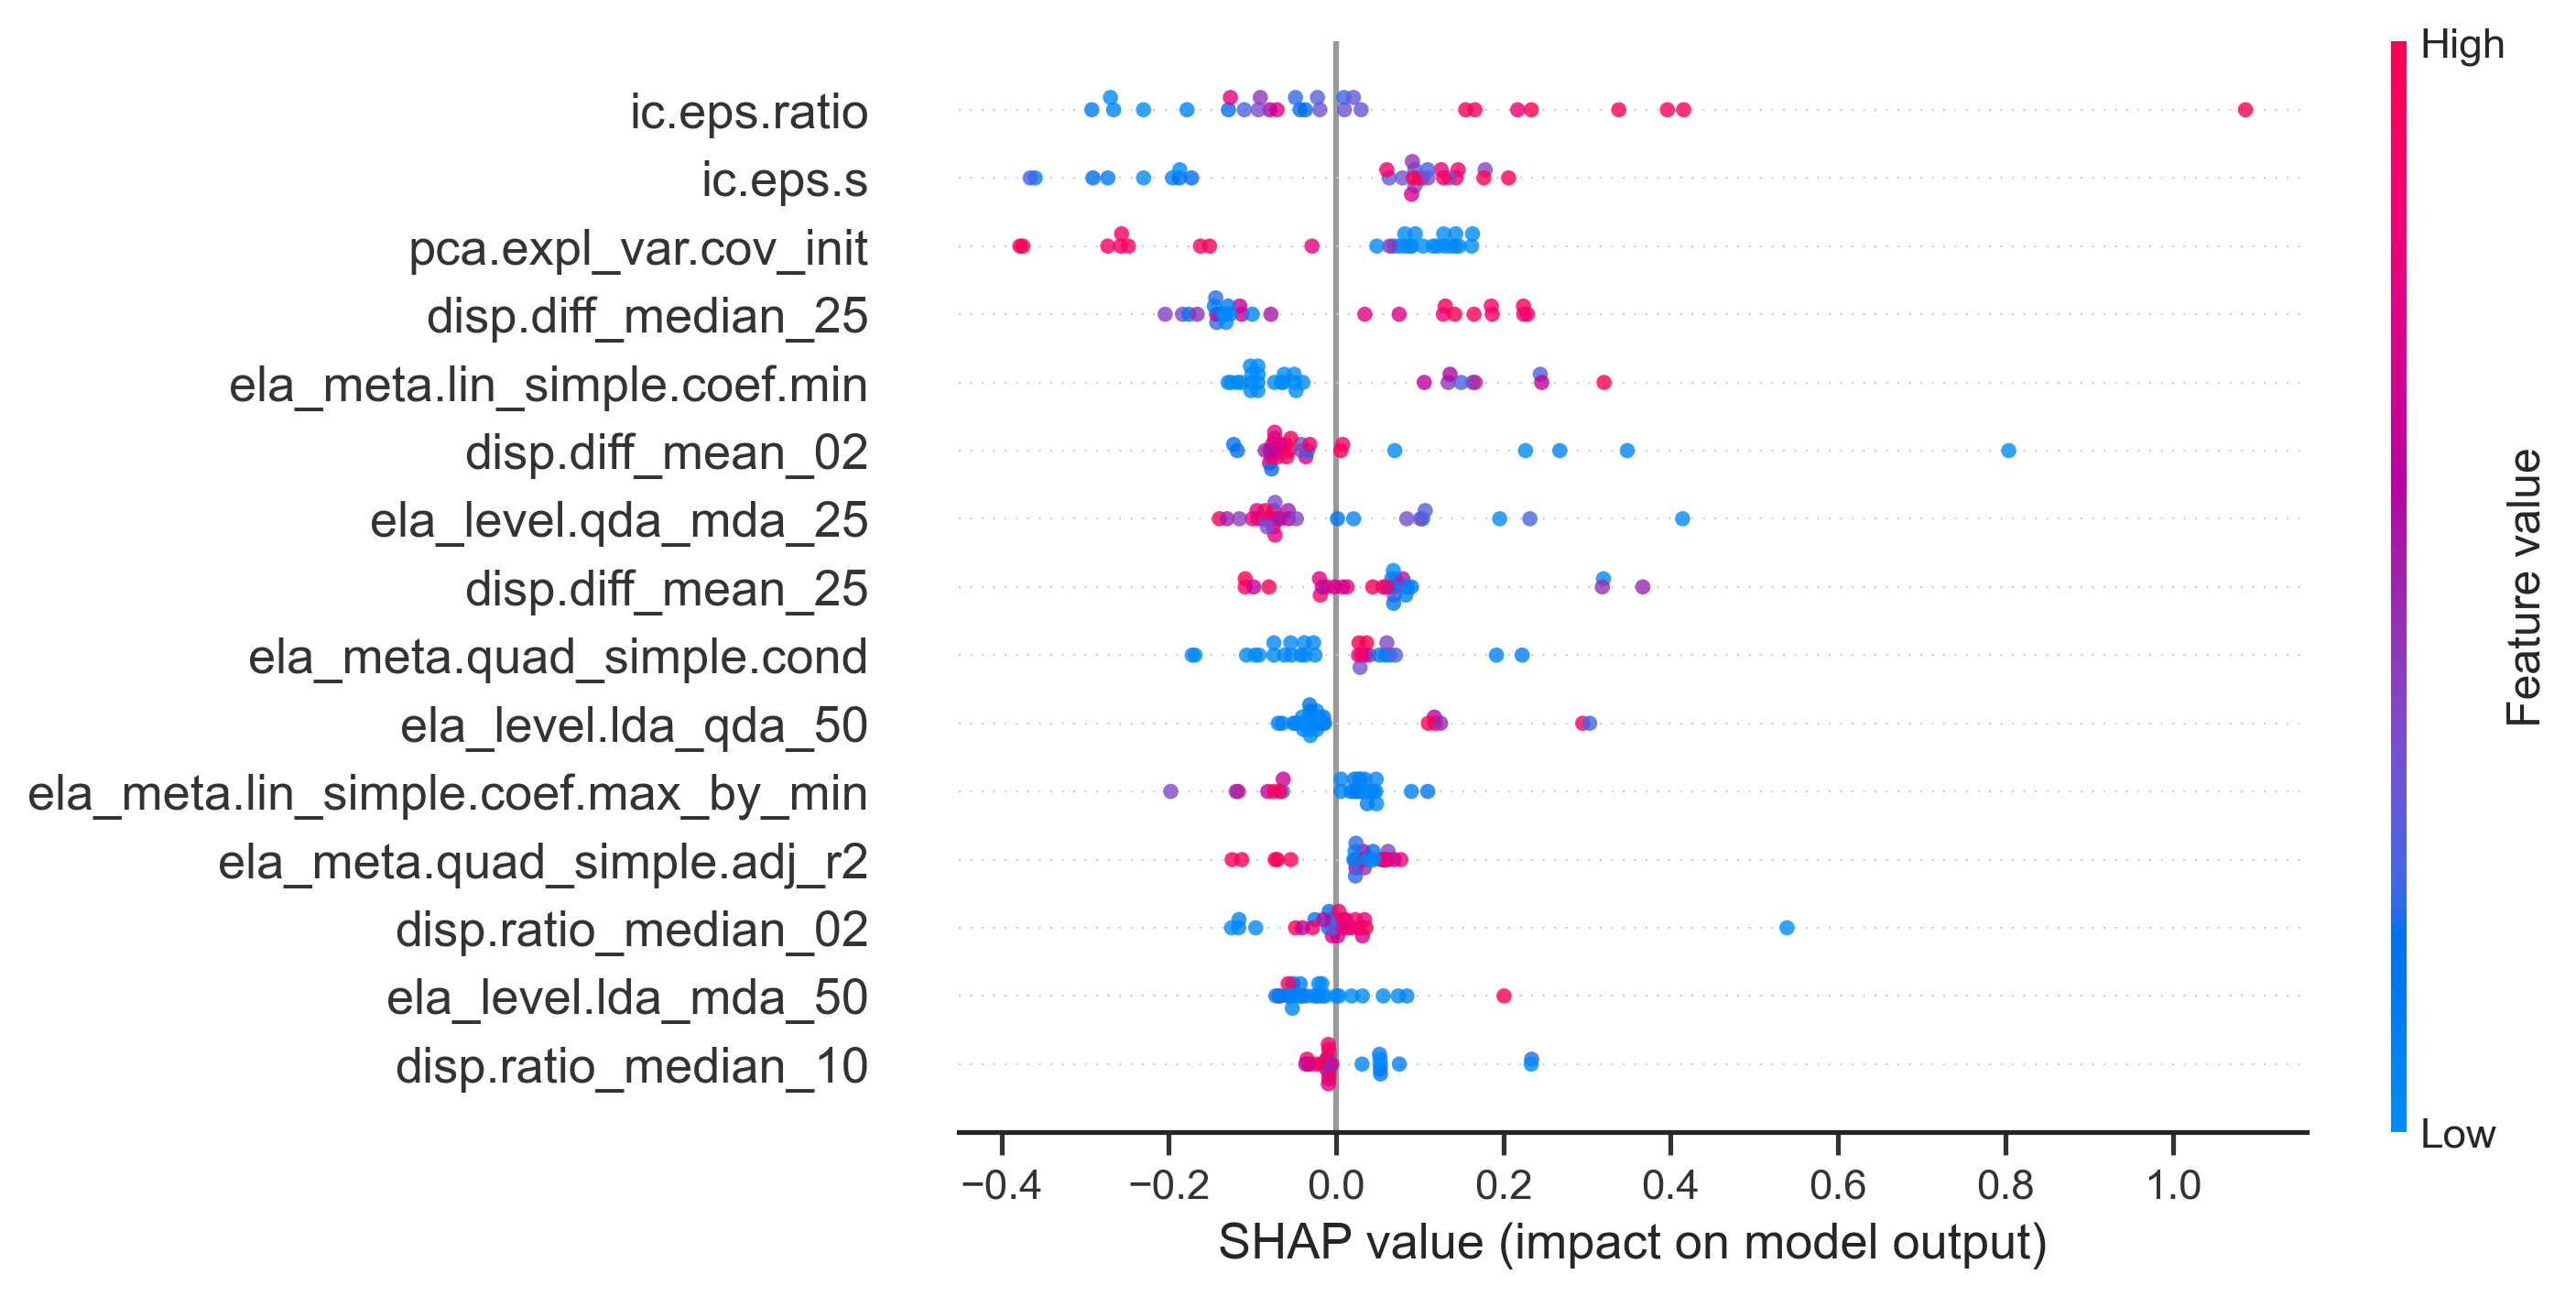 High
ic.eps.ratio
ic.eps.s
pca.expl_var.cov_init
disp.diff_median_25
ela_meta.lin_simple.coef.min
disp.diff_mean_02
ela_level.qda_mda_25
disp.diff_mean_25
ela_meta.quad_simple.cond
ela_level.lda_qda_50
ela_meta.lin_simple.coef.max_by_min
ela_meta.quad_simple.adj_r2
disp.ratio_median_02
ela_level.lda_mda_50
disp.ratio_median_10
Feature value
Low
−0.4 −0.2 0.0 0.2 0.4 0.6 0.8 1.0
SHAP value (impact on model output)